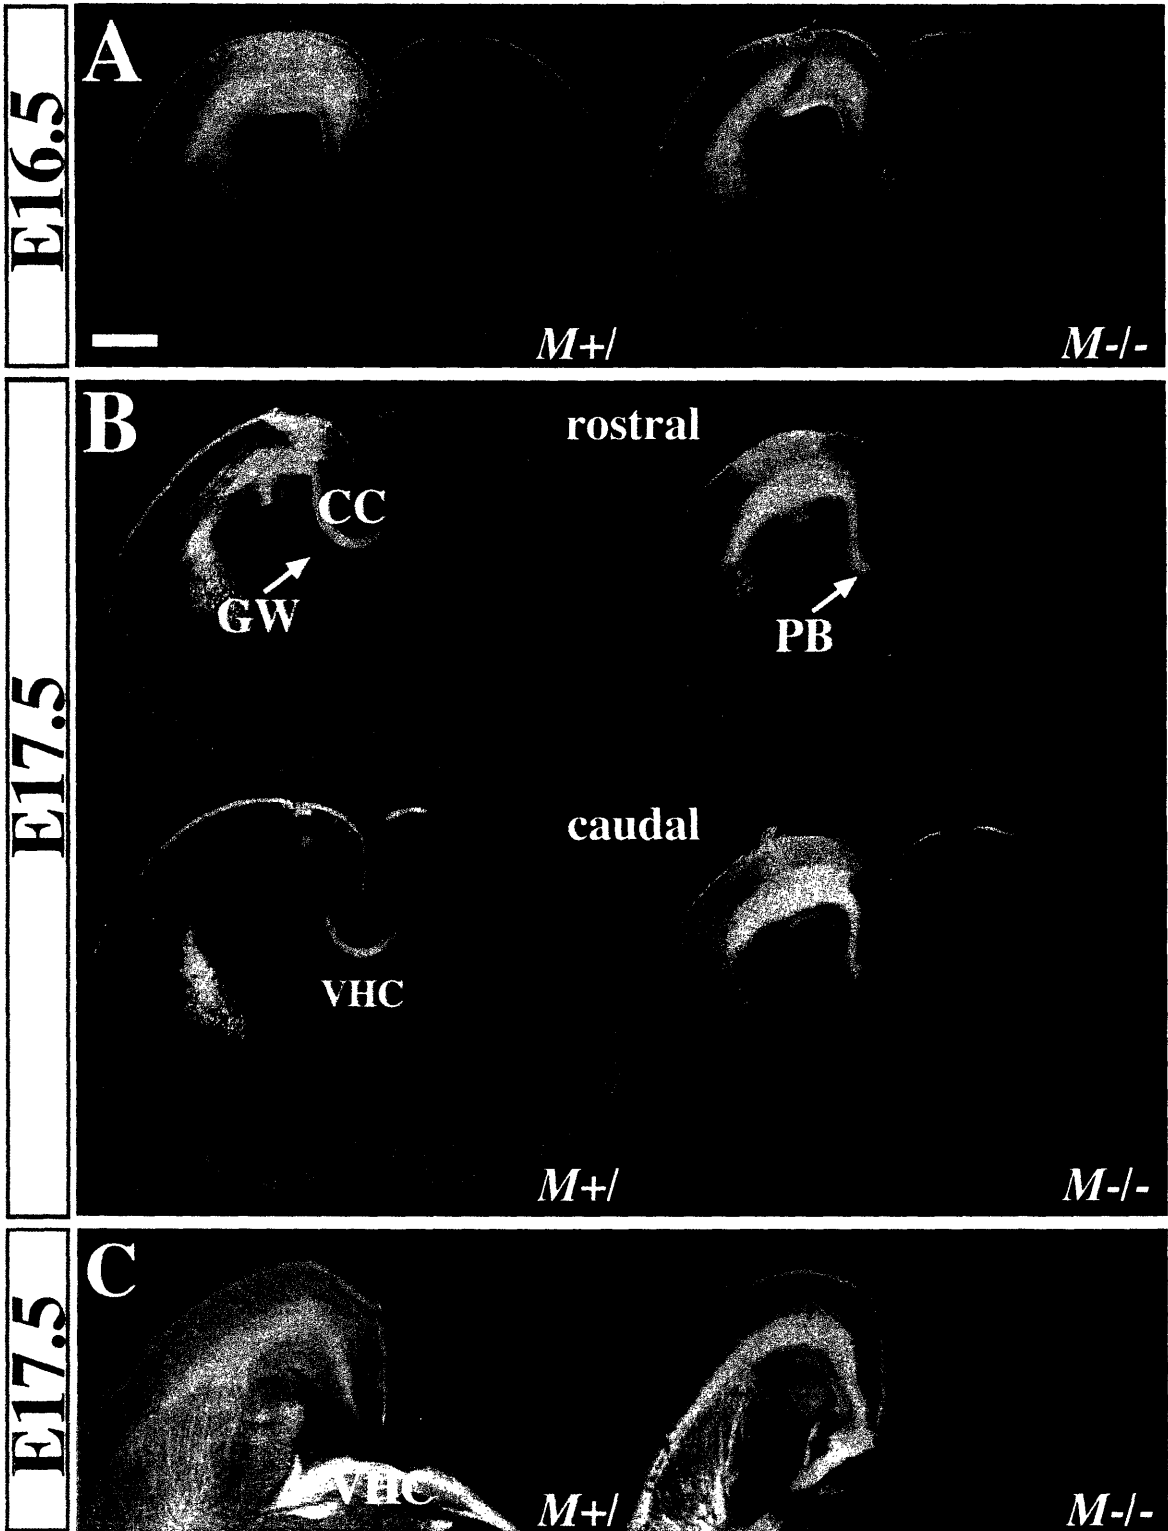 E16.5
A
M+/
M-/-
E17.5
B
rostral
CC
GW
PB
caudal
VHC
M+/
M-/-
E17.5
C
VHC
M+/
M-/-